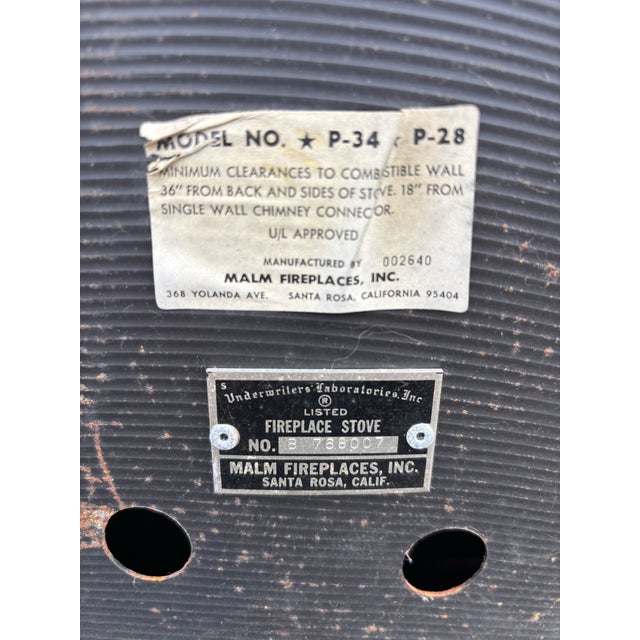 MODEL NO. ★ P-34 ★ P-28
MINIMUM CLEARANCES TO COMBUSTIBLE WALL
36" FROM BACK AND SIDES OF STOVE. 18" FROM
SINGLE WALL CHIMNEY CONNECTOR.
U/L APPROVED
MANUFACTURED BY 002640
MALM FIREPLACES, INC.
368 YOLANDA AVE. SANTA ROSA, CALIFORNIA 95404
S
Underwriters' Laboratories, Inc
®
LISTED
FIREPLACE STOVE
NO. B 768007
MALM FIREPLACES, INC.
SANTA ROSA, CALIF.